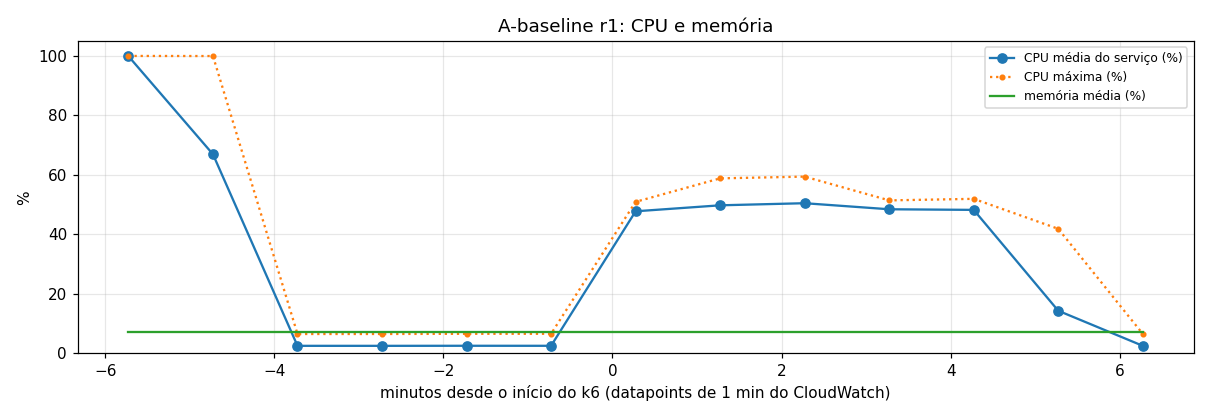 A-baseline r1: CPU e memória
CPU média do serviço (%)
CPU máxima (%)
memória média (%)
100
80
60
40
20
0
%
−6
−4
−2
0
2
4
6
minutos desde o início do k6 (datapoints de 1 min do CloudWatch)